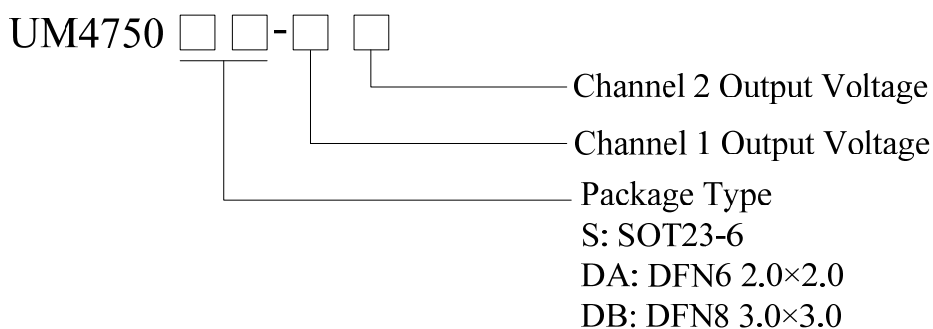 UM4750 □ □-□ □
Channel 2 Output Voltage
Channel 1 Output Voltage
Package Type
S: SOT23-6
DA: DFN6 2.0×2.0
DB: DFN8 3.0×3.0